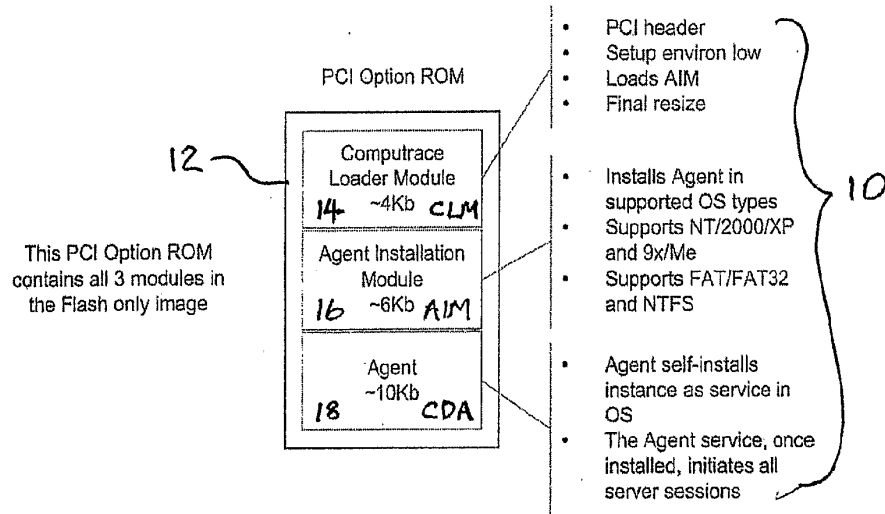 PCI Option ROM
12
Computrace
Loader Module
14 ~4Kb CLM
Agent Installation
Module
16 ~6Kb AIM
Agent
~10Kb
18 CDA
This PCI Option ROM
contains all 3 modules in
the Flash only image
• PCI header
• Setup environ low
• Loads AIM
• Final resize
• Installs Agent in
supported OS types
• Supports NT/2000/XP
and 9x/Me
• Supports FAT/FAT32
and NTFS
• Agent self-installs
instance as service in
OS
• The Agent service, once
installed, initiates all
server sessions
10